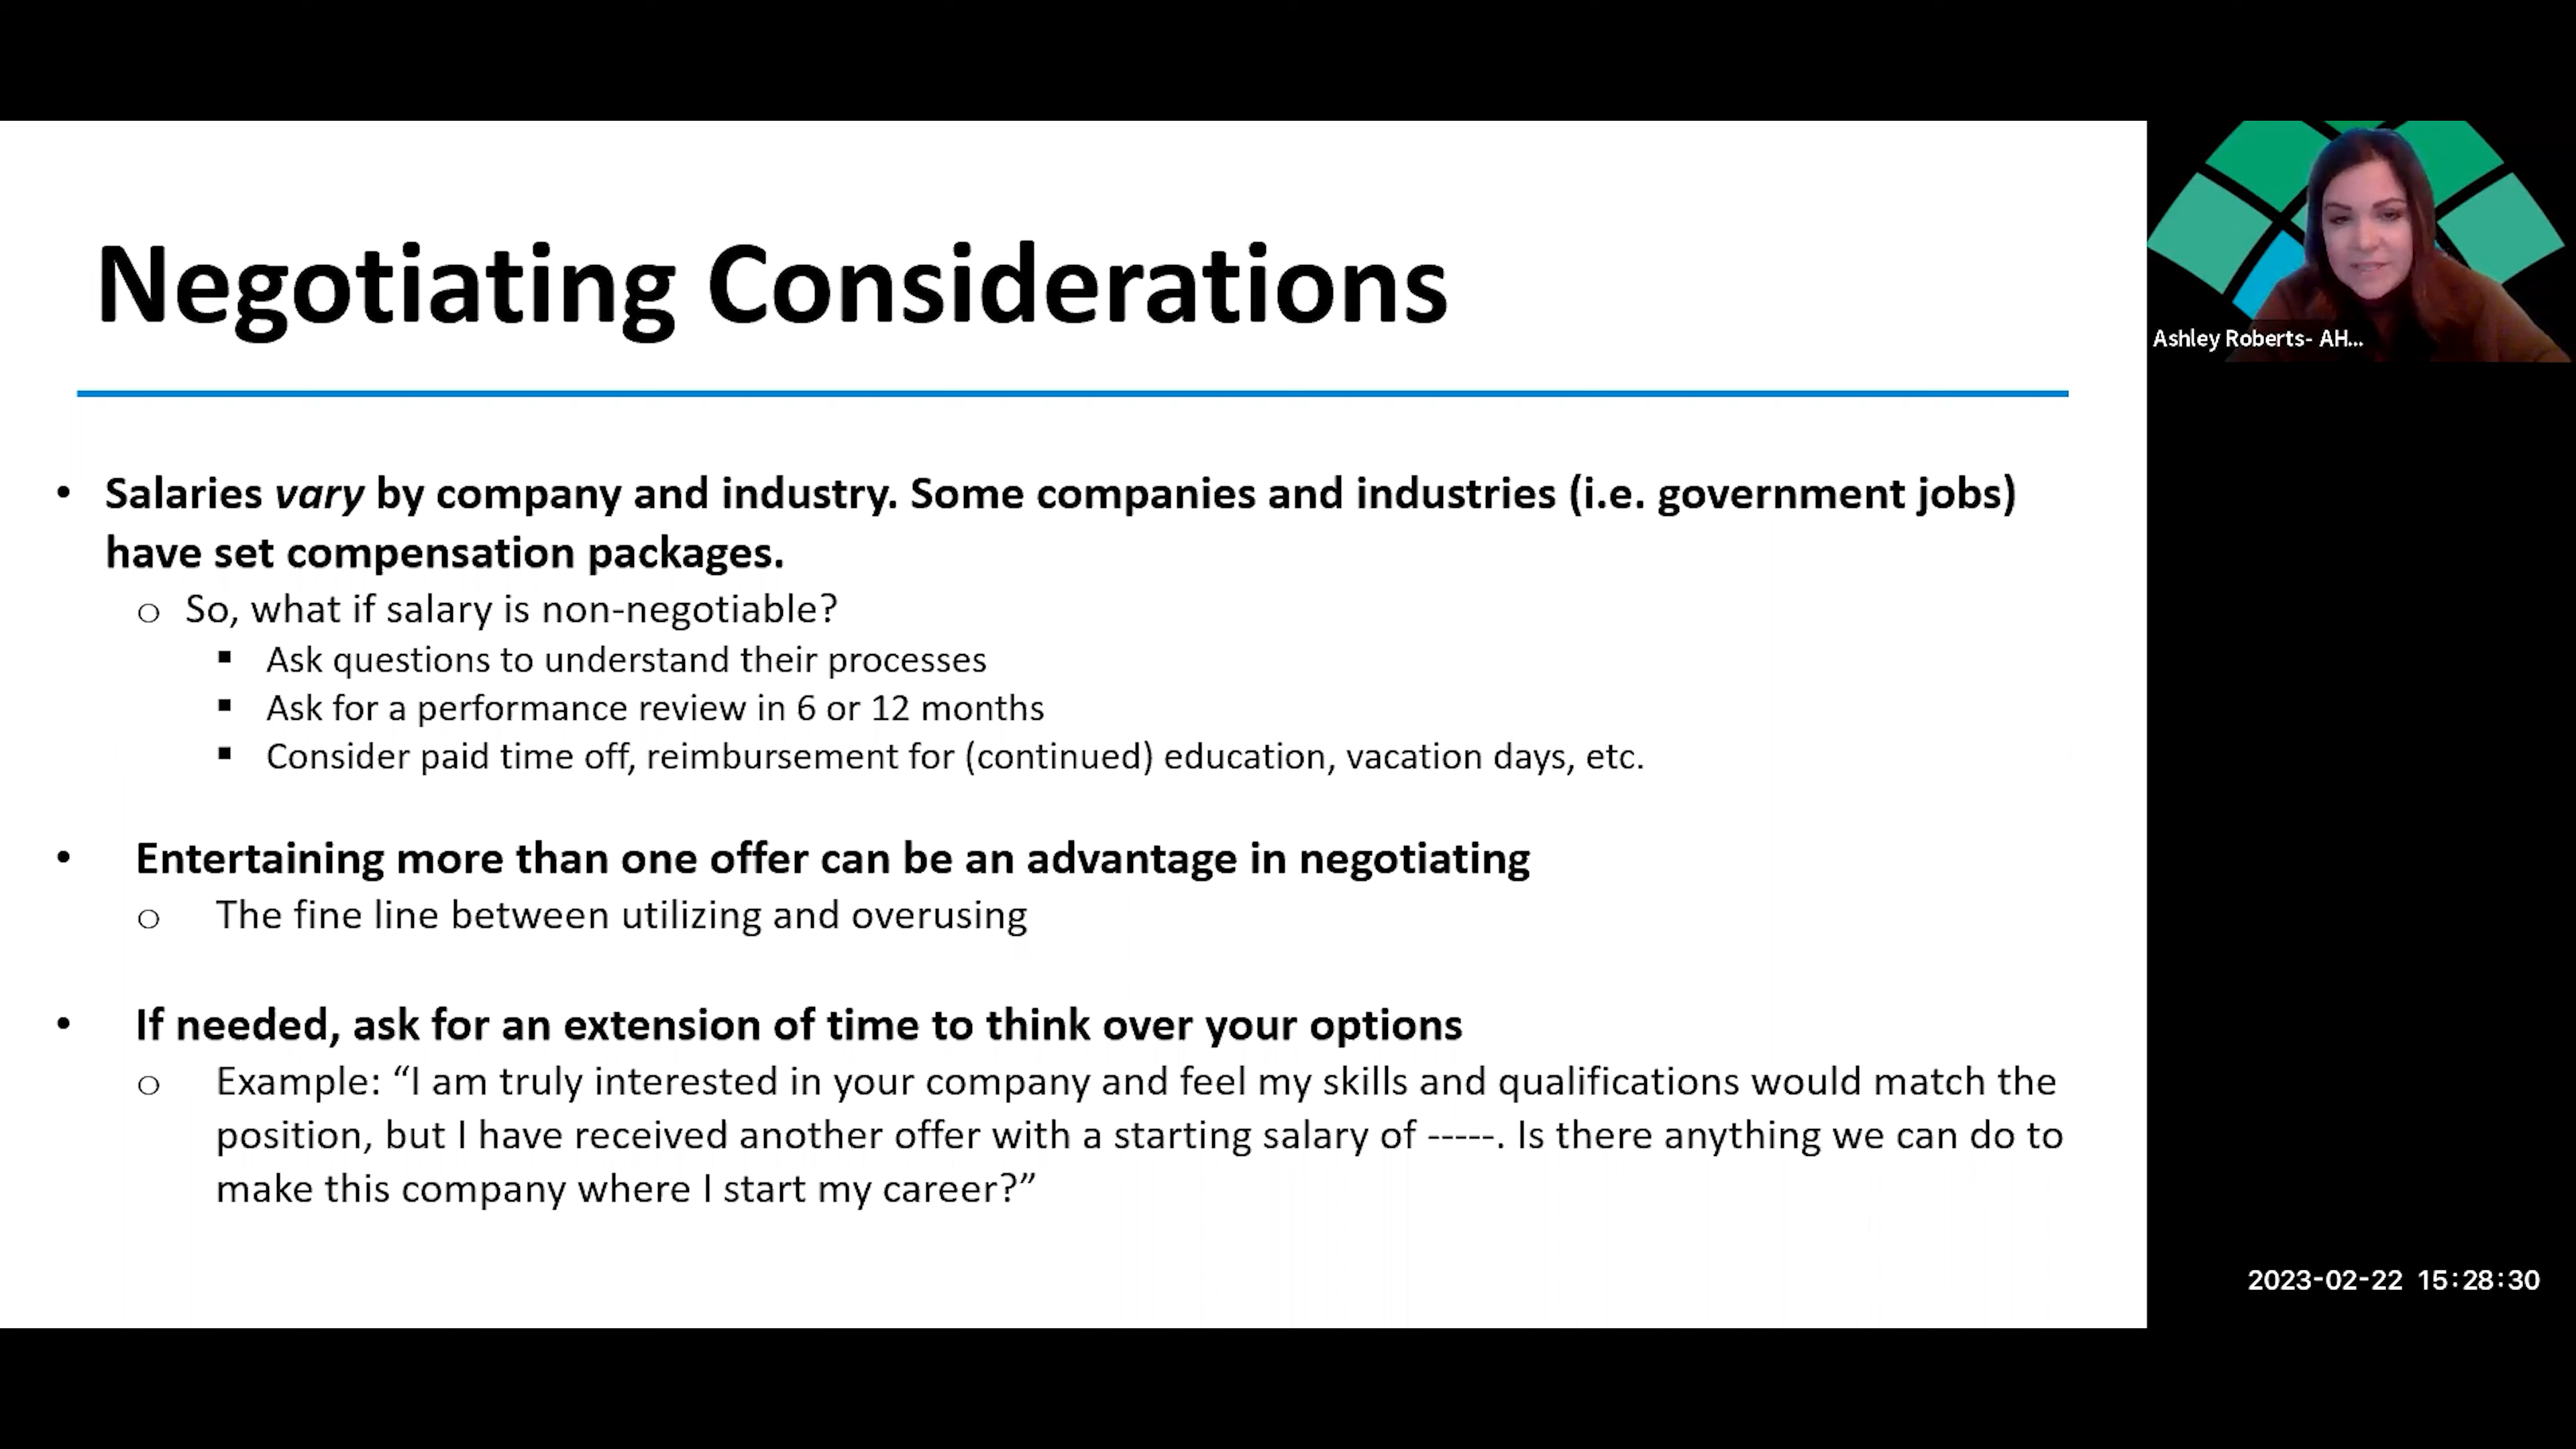 Negotiating Considerations
Ashley Roberts- AH...
• Salaries vary by company and industry. Some companies and industries (i.e. government jobs)
have set compensation packages.
o So, what if salary is non-negotiable?
▪ Ask questions to understand their processes
▪ Ask for a performance review in 6 or 12 months
▪ Consider paid time off, reimbursement for (continued) education, vacation days, etc.
• Entertaining more than one offer can be an advantage in negotiating
o The fine line between utilizing and overusing
• If needed, ask for an extension of time to think over your options
o Example: “I am truly interested in your company and feel my skills and qualifications would match the
position, but I have received another offer with a starting salary of -----. Is there anything we can do to
make this company where I start my career?”
2023-02-22 15:28:30